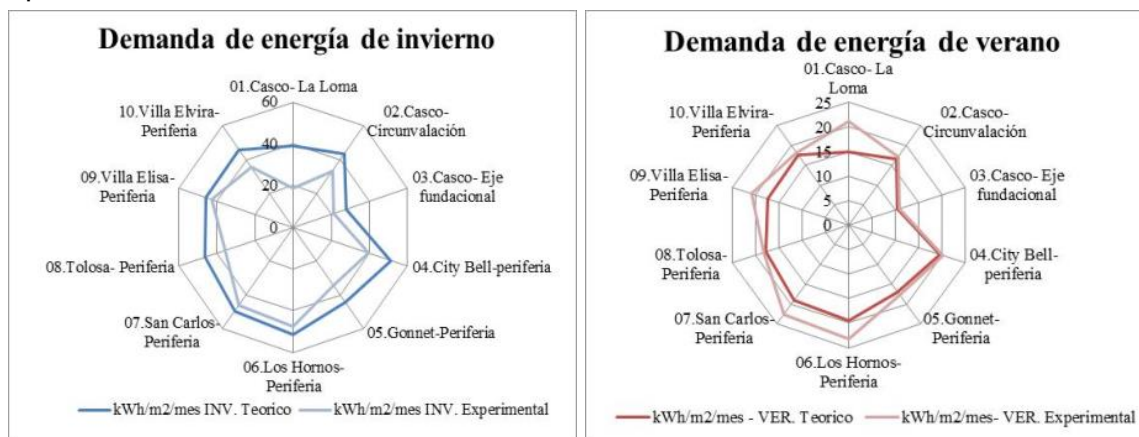 Demanda de energía de invierno
01.Casco- La Loma
60
40
20
0
02.Casco-
Circunvalación
03.Casco- Eje
fundacional
04.City Bell-periferia
05.Gonnet-Periferia
06.Los Hornos-
Periferia
07.San Carlos-
Periferia
08.Tolosa- Periferia
09.Villa Elisa-
Periferia
10.Villa Elvira-
Periferia
kWh/m2/mes INV. Teorico
kWh/m2/mes INV. Experimental
Demanda de energía de verano
01.Casco- La
Loma
25
20
15
10
5
0
02.Casco-
Circunvalación
03.Casco- Eje
fundacional
04.City Bell-
periferia
05.Gonnet-
Periferia
06.Los Hornos-
Periferia
07.San Carlos-
Periferia
08.Tolosa-
Periferia
09.Villa Elisa-
Periferia
10.Villa Elvira-
Periferia
kWh/m2/mes - VER. Teorico
kWh/m2/mes- VER. Experimental